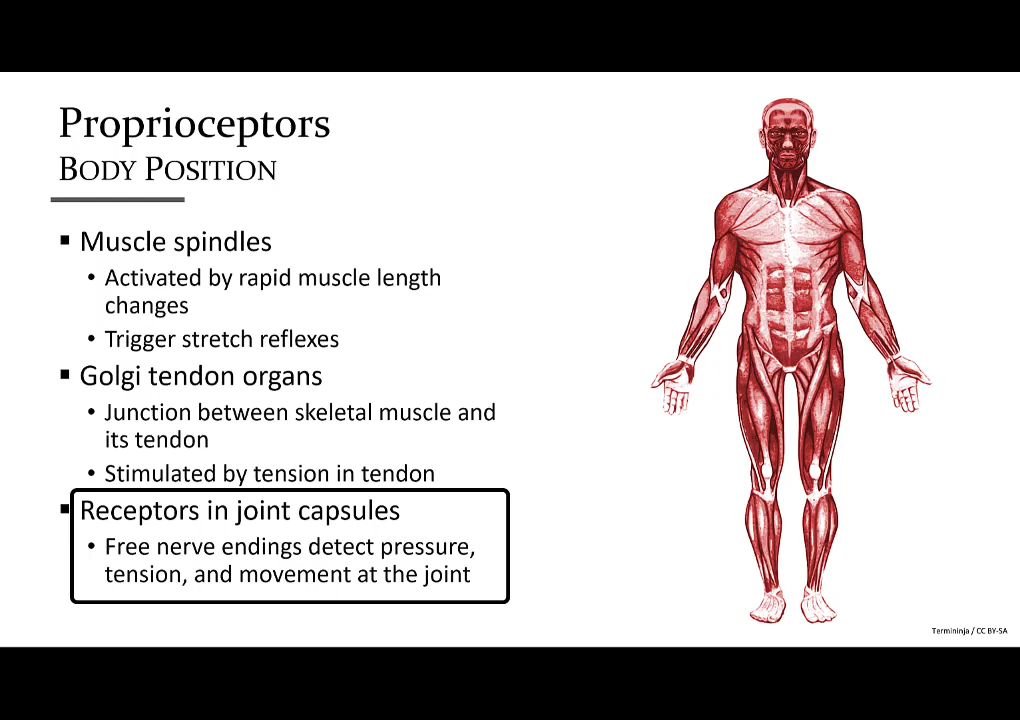 Proprioceptors
BODY POSITION
▪ Muscle spindles
• Activated by rapid muscle length
changes
• Trigger stretch reflexes
▪ Golgi tendon organs
• Junction between skeletal muscle and
its tendon
• Stimulated by tension in tendon
▪ Receptors in joint capsules
• Free nerve endings detect pressure,
tension, and movement at the joint
Termininja / CC BY-SA